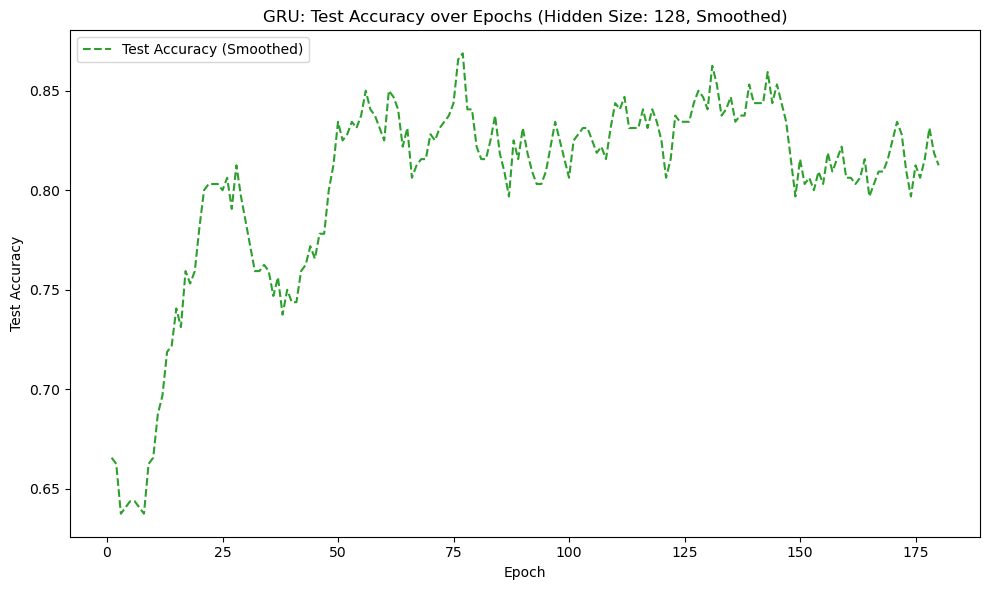 GRU: Test Accuracy over Epochs (Hidden Size: 128, Smoothed)
Test Accuracy (Smoothed)
Test Accuracy
0.85
0.80
0.75
0.70
0.65
0 25 50 75 100 125 150 175
Epoch